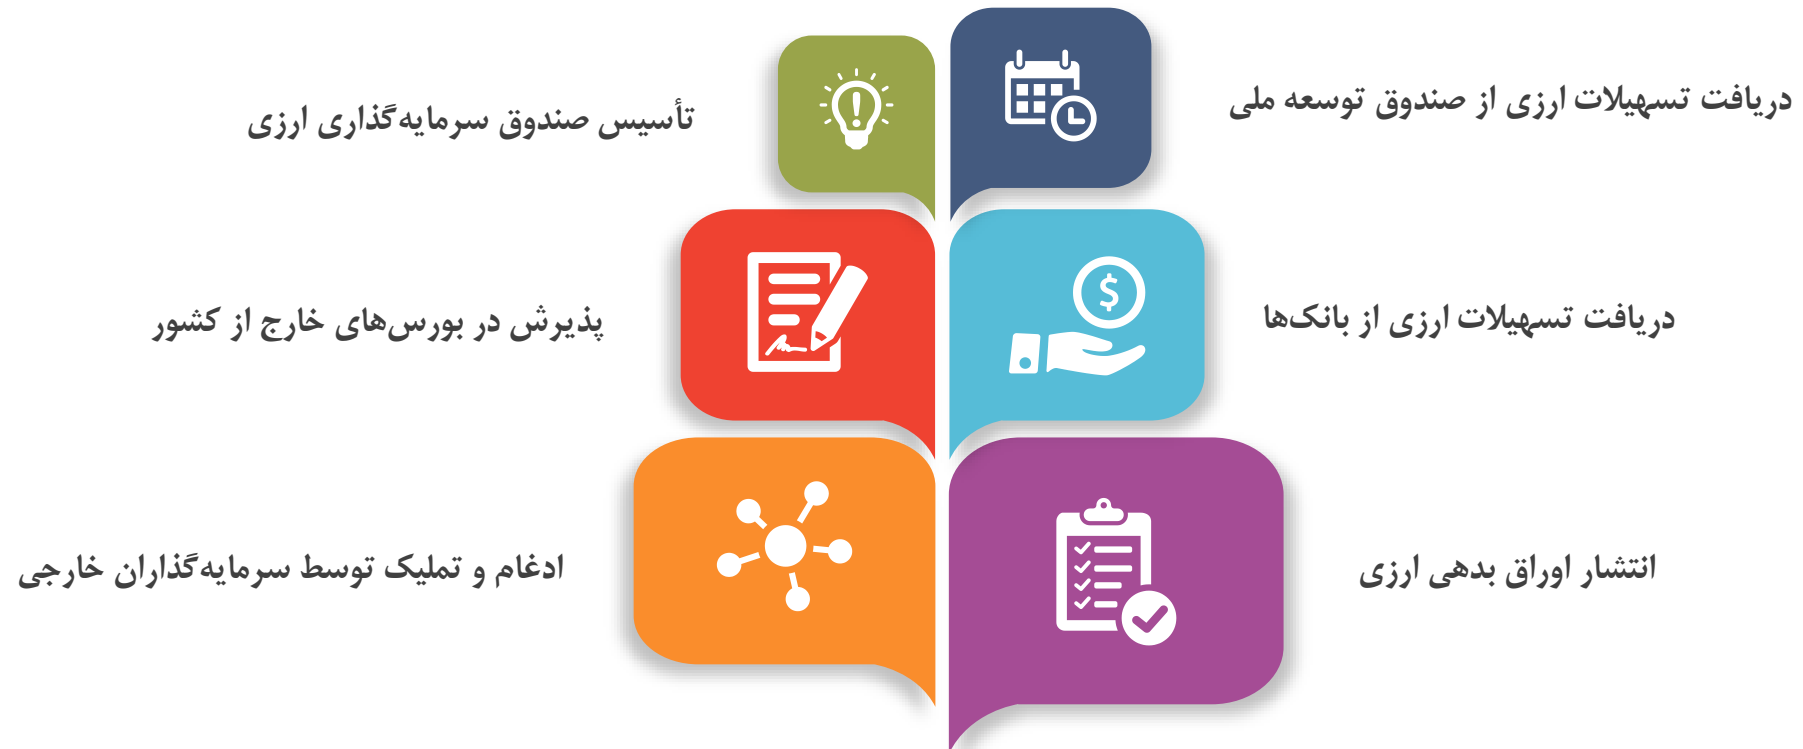 دریافت تسهیلات ارزی از صندوق توسعه ملی
تأسیس صندوق سرمایه‌گذاری ارزی
دریافت تسهیلات ارزی از بانک‌ها
پذیرش در بورس‌های خارج از کشور
انتشار اوراق بدهی ارزی
ادغام و تملیک توسط سرمایه‌گذاران خارجی